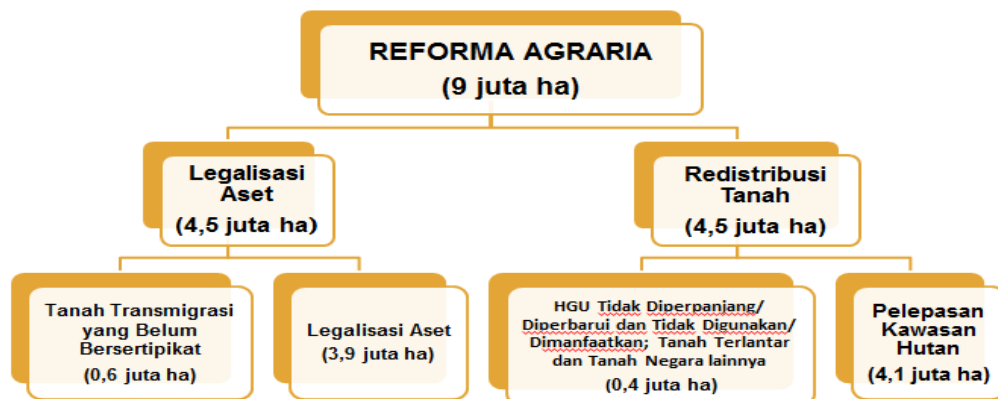 REFORMA AGRARIA
(9 juta ha)
Legalisasi
Aset
(4,5 juta ha)
Redistribusi
Tanah
(4,5 juta ha)
Tanah Transmigrasi
yang Belum
Bersertipikat
(0,6 juta ha)
Legalisasi Aset
(3,9 juta ha)
HGU Tidak Diperpanjang/
Diperbarui dan Tidak Digunakan/
Dimanfaatkan; Tanah Terlantar
dan Tanah Negara lainnya
(0,4 juta ha)
Pelepasan
Kawasan
Hutan
(4,1 juta ha)